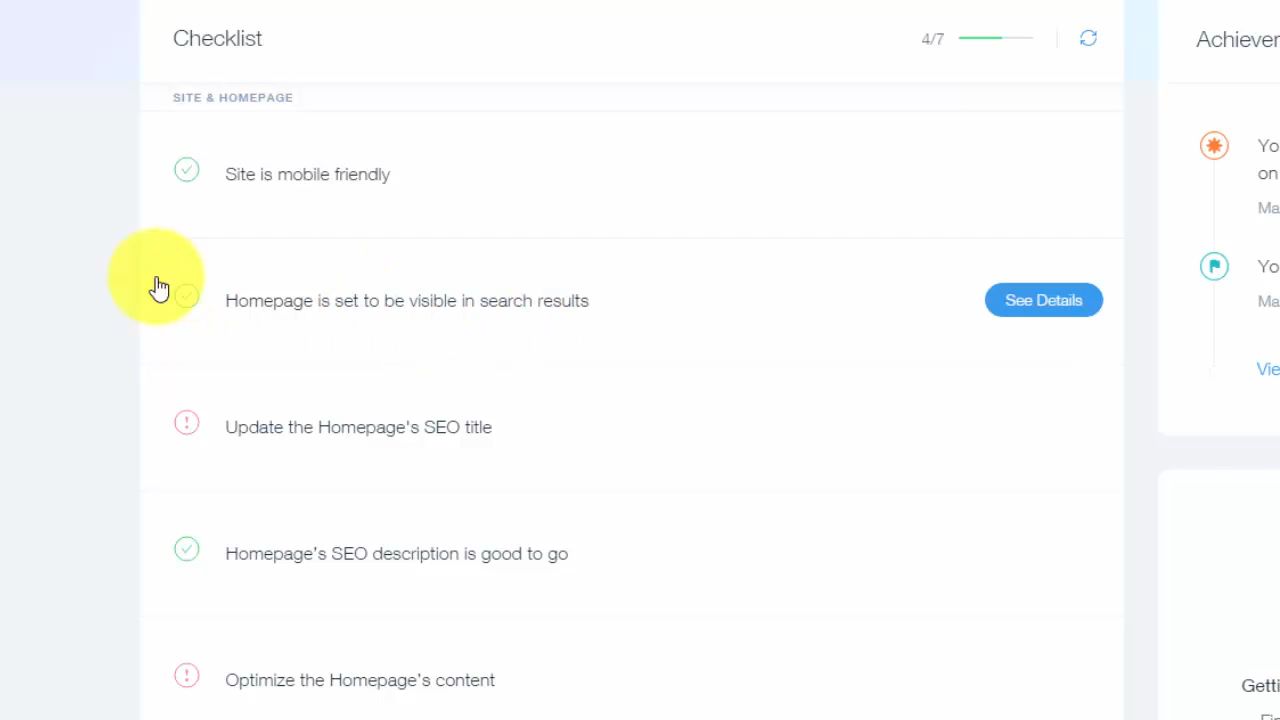 Checklist
4/7
SITE & HOMEPAGE
Site is mobile friendly
Homepage is set to be visible in search results
See Details
Update the Homepage's SEO title
Homepage's SEO description is good to go
Optimize the Homepage's content
Achiever
Yo
on
Ma
Yo
Ma
Vie
Getti